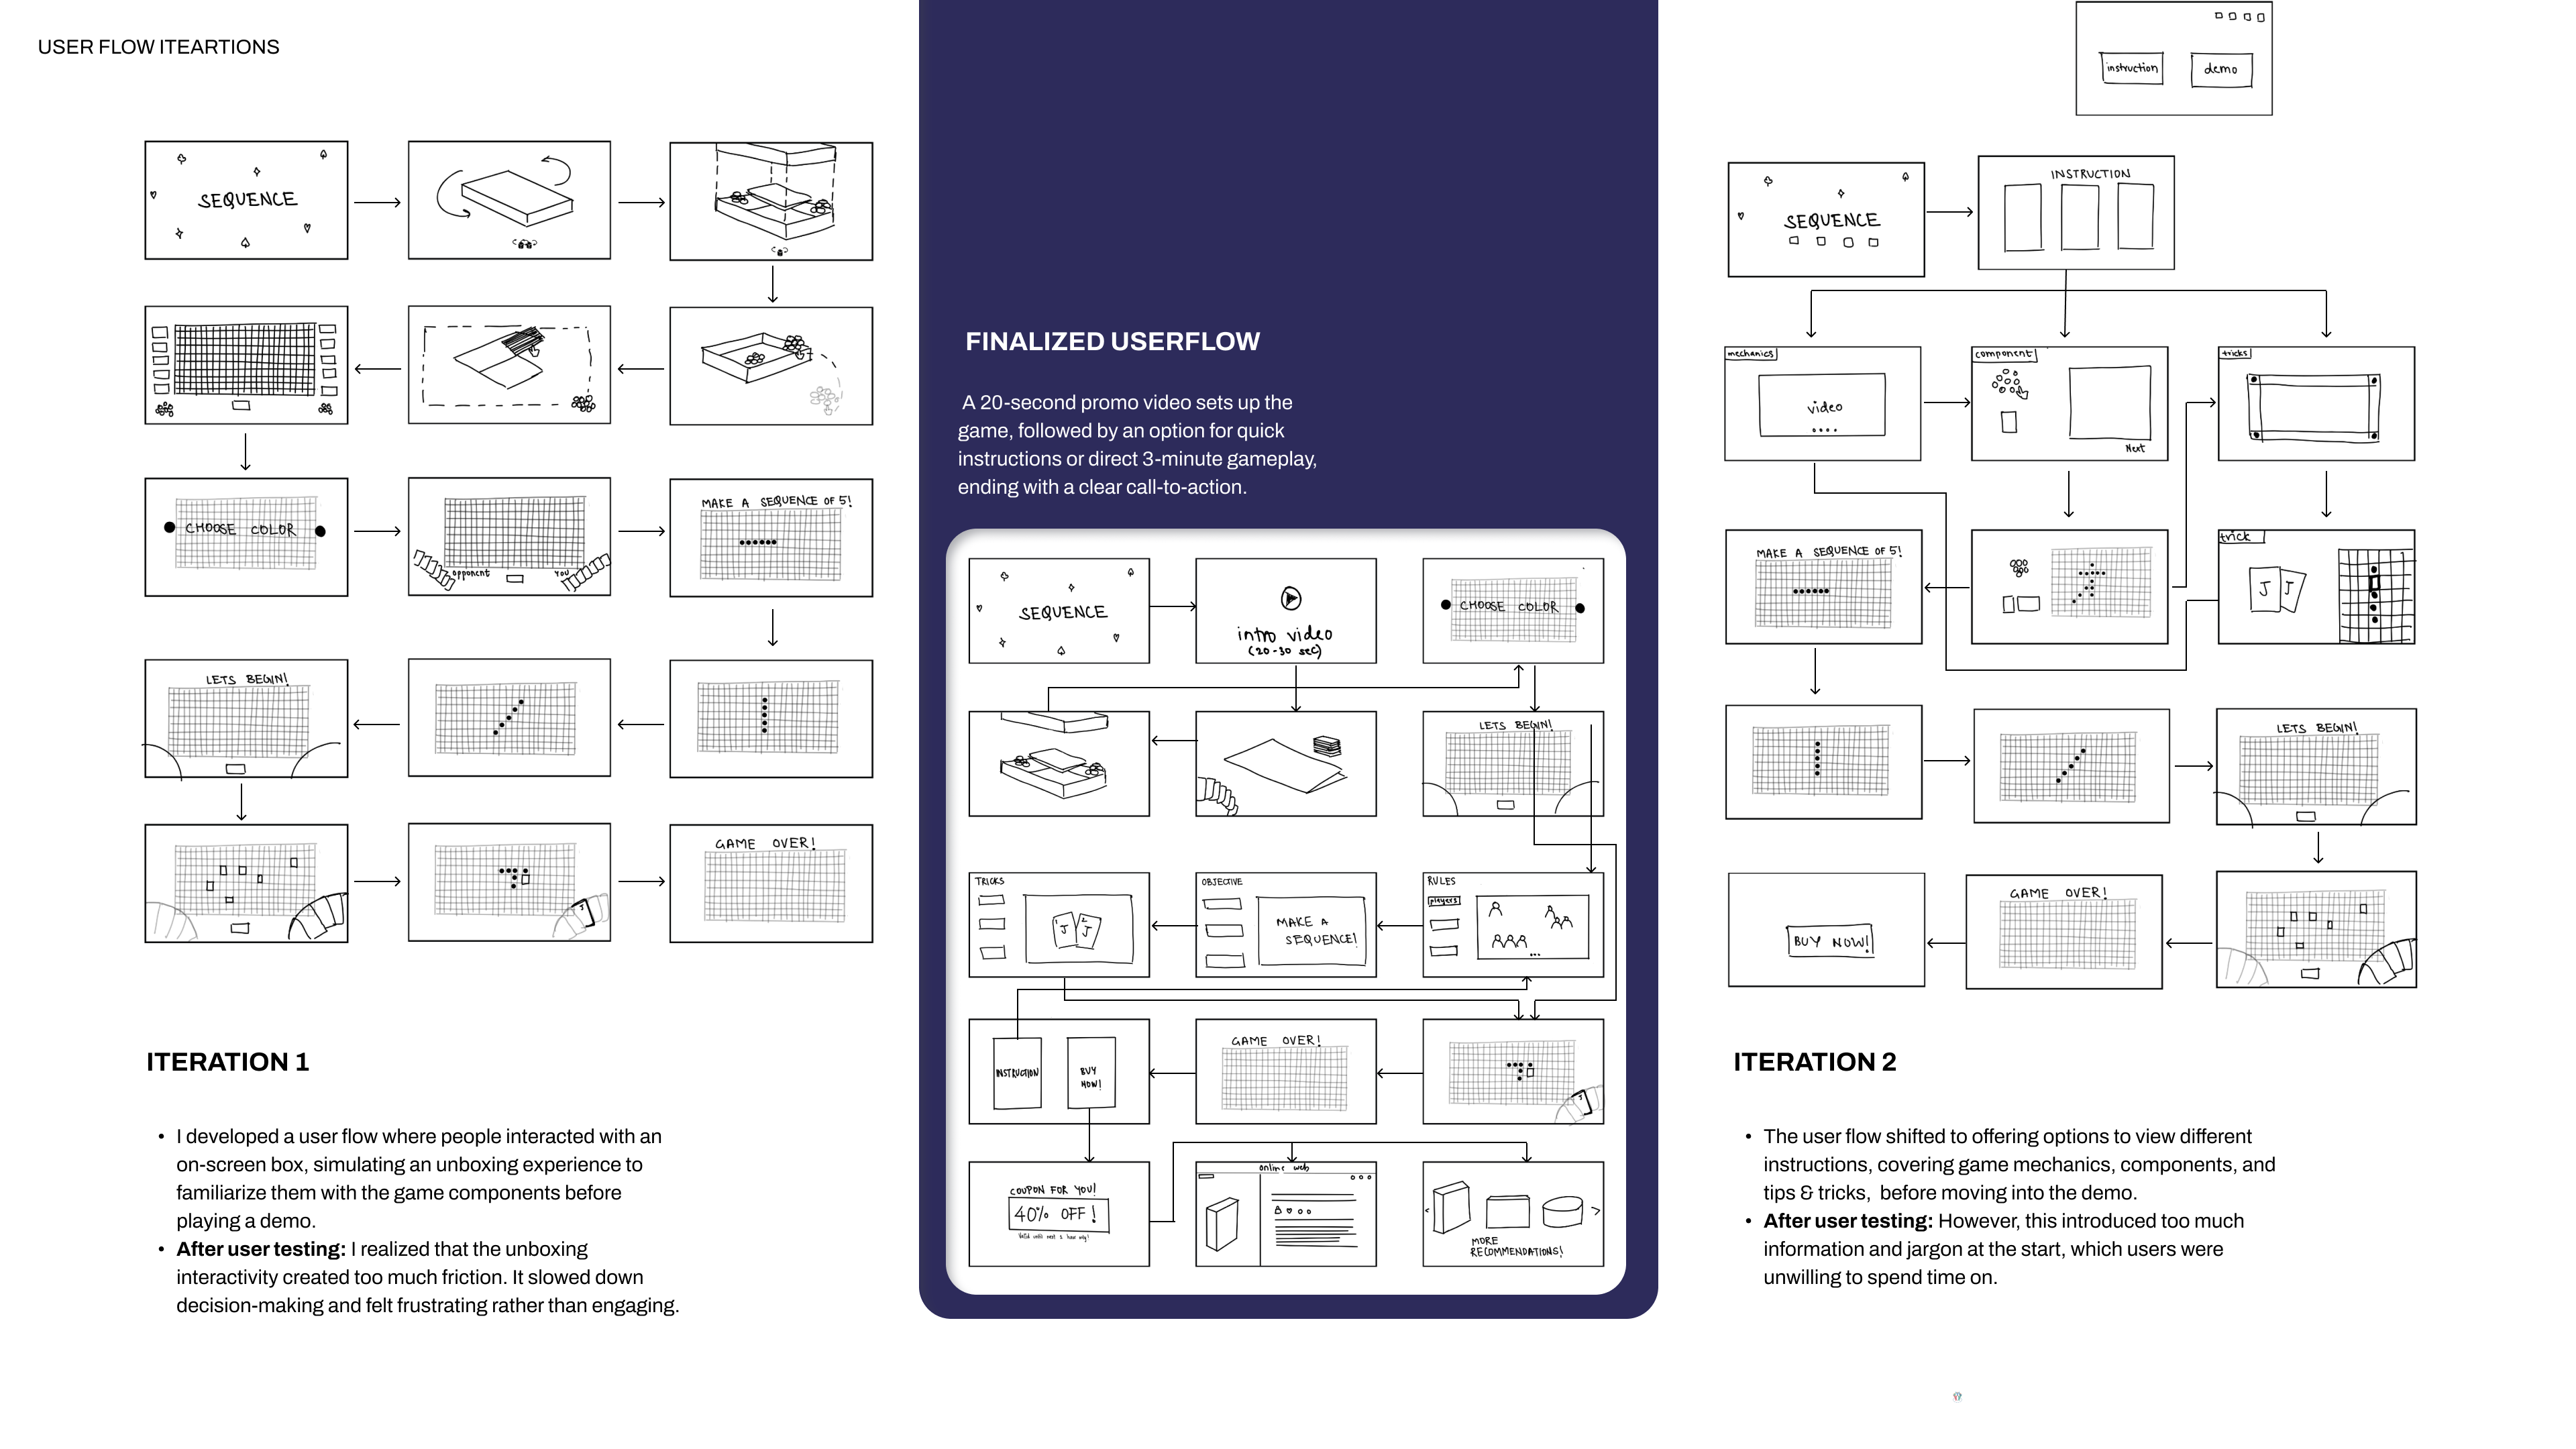 USER FLOW ITEARTIONS
SEQUENCE
CHOOSE COLOR
opponent
YOU
MAKE A SEQUENCE OF 5!
LETS BEGIN!
GAME OVER!
ITERATION 1
• I developed a user flow where people interacted with an
on-screen box, simulating an unboxing experience to
familiarize them with the game components before
playing a demo.
• After user testing: I realized that the unboxing
interactivity created too much friction. It slowed down
decision-making and felt frustrating rather than engaging.
FINALIZED USERFLOW
A 20-second promo video sets up the
game, followed by an option for quick
instructions or direct 3-minute gameplay,
ending with a clear call-to-action.
SEQUENCE
intro video
(20-30 sec)
CHOOSE COLOR
LETS BEGIN!
TRICKS
1 2
J J
OBJECTIVE
MAKE A
SEQUENCE!
RULES
players
...
INSTRUCTION
BUY
NOW!
GAME OVER!
J
COUPON FOR YOU!
40% OFF!
Valid until next 2 hour only!
online web
MORE
RECOMMENDATIONS!
instruction
demo
SEQUENCE
INSTRUCTION
mechanics
video
component
Next
tricks
MAKE A SEQUENCE OF 5!
trick
J J
LETS BEGIN!
BUY NOW!
GAME OVER!
ITERATION 2
• The user flow shifted to offering options to view different
instructions, covering game mechanics, components, and
tips & tricks, before moving into the demo.
• After user testing: However, this introduced too much
information and jargon at the start, which users were
unwilling to spend time on.